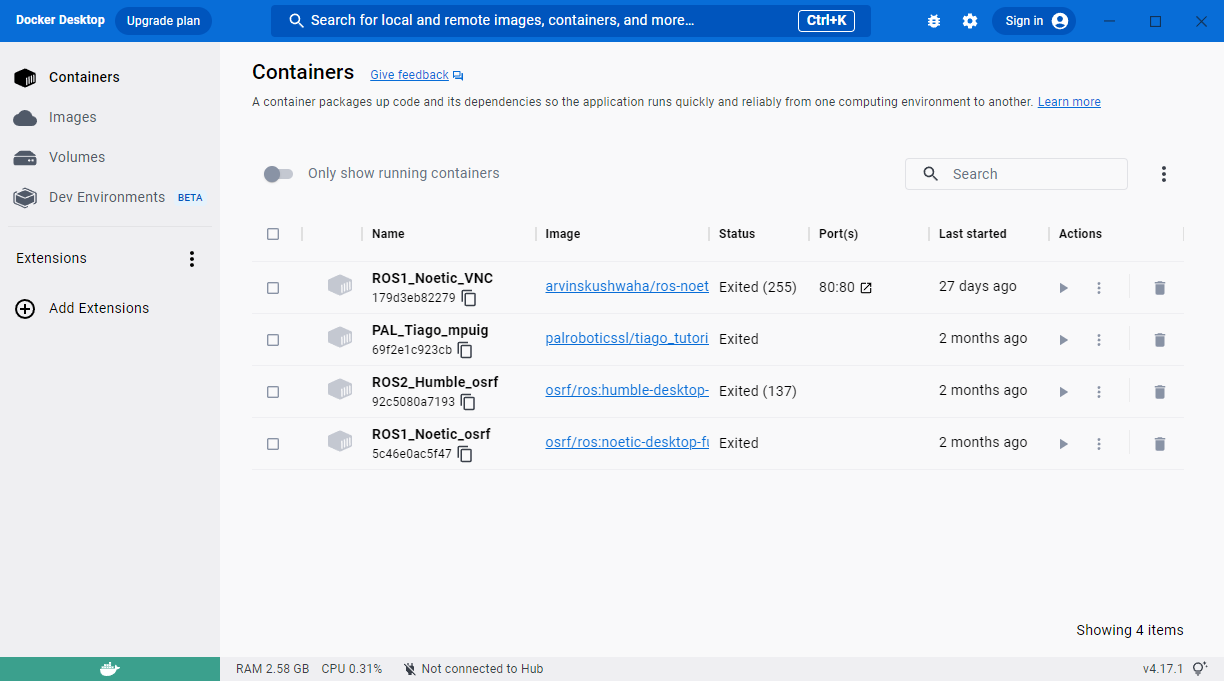 Docker Desktop Upgrade plan Search for local and remote images, containers, and more... Ctrl+K Sign in
Containers
Images
Volumes
Dev Environments BETA
Extensions
Add Extensions
Containers Give feedback
A container packages up code and its dependencies so the application runs quickly and reliably from one computing environment to another. Learn more
Only show running containers Search
Name Image Status Port(s) Last started Actions
ROS1_Noetic_VNC
179d3eb82279
arvinskushwaha/ros-noet Exited (255) 80:80 27 days ago
PAL_Tiago_mpuig
69f2e1c923cb
palroboticssl/tiago_tutori Exited 2 months ago
ROS2_Humble_osrf
92c5080a7193
osrf/ros:humble-desktop- Exited (137) 2 months ago
ROS1_Noetic_osrf
5c46e0ac5f47
osrf/ros:noetic-desktop-fu Exited 2 months ago
Showing 4 items
RAM 2.58 GB CPU 0.31% Not connected to Hub v4.17.1